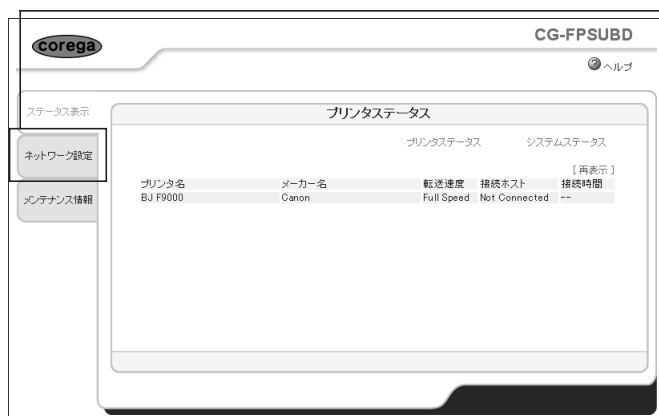 corega
CG-FPSUBD
ヘルプ
ステータス表示
ネットワーク設定
メンテナンス情報
プリンタステータス
プリンタステータス システムステータス
[再表示]
プリンタ名 メーカー名 転送速度 接続ホスト 接続時間
BJ F9000 Canon Full Speed Not Connected --